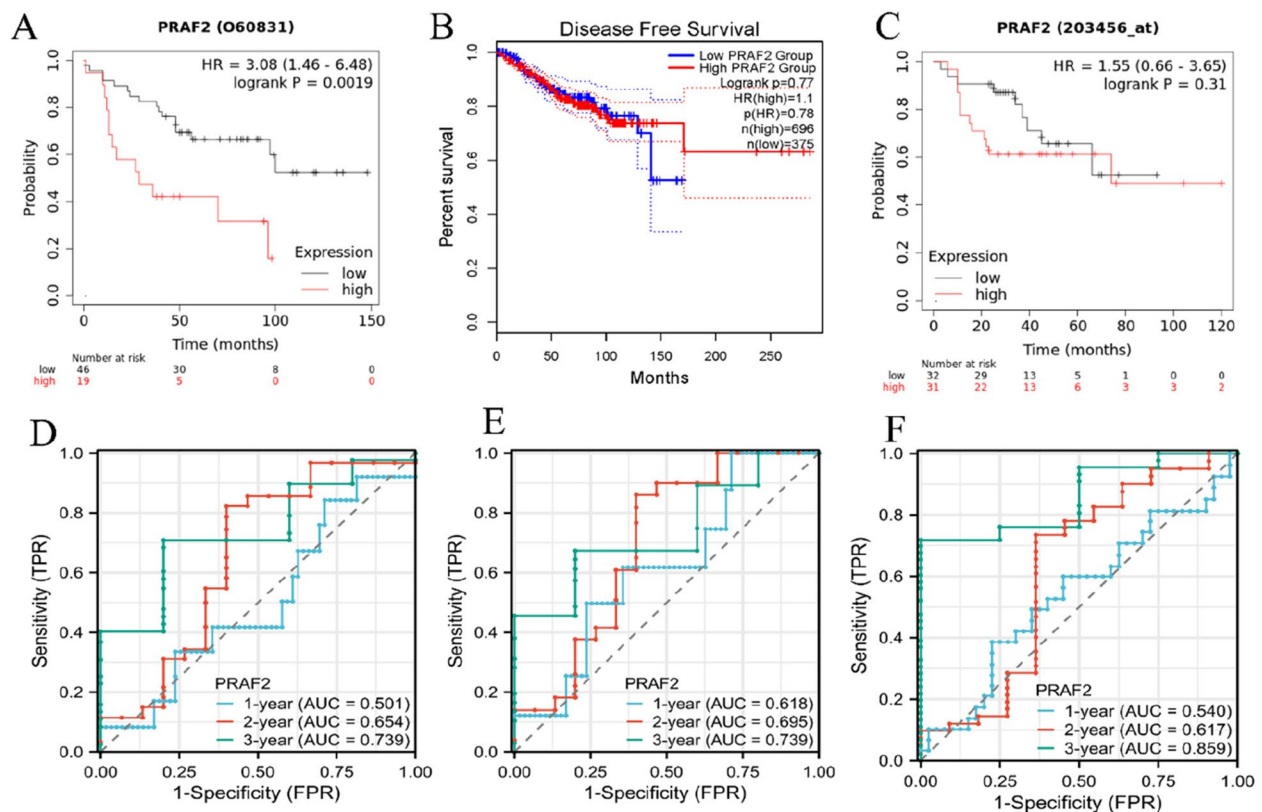 A
PRAF2 (O60831)
HR = 3.08 (1.46 - 6.48)
logrank P = 0.0019
Probability
1.0
0.8
0.6
0.4
0.2
0.0
Expression
low
high
0 50 100 150
Time (months)
Number at risk
low 46 30 8 0
high 19 5 0 0
B
Disease Free Survival
Low PRAF2 Group
High PRAF2 Group
Logrank p=0.77
HR(high)=1.1
p(HR)=0.78
n(high)=696
n(low)=375
Percent survival
1.0
0.8
0.6
0.4
0.2
0.0
0 50 100 150 200 250
Months
C
PRAF2 (203456_at)
HR = 1.55 (0.66 - 3.65)
logrank P = 0.31
Probability
1.0
0.8
0.6
0.4
0.2
0.0
Expression
low
high
0 20 40 60 80 100 120
Time (months)
Number at risk
low 32 29 13 5 1 0 0
high 31 22 13 6 3 3 2
D
Sensitivity (TPR)
1.0
0.8
0.6
0.4
0.2
0.0
PRAF2
1-year (AUC = 0.501)
2-year (AUC = 0.654)
3-year (AUC = 0.739)
0.00 0.25 0.50 0.75 1.00
1-Specificity (FPR)
E
Sensitivity (TPR)
1.0
0.8
0.6
0.4
0.2
0.0
PRAF2
1-year (AUC = 0.618)
2-year (AUC = 0.695)
3-year (AUC = 0.739)
0.00 0.25 0.50 0.75 1.00
1-Specificity (FPR)
F
Sensitivity (TPR)
1.0
0.8
0.6
0.4
0.2
0.0
PRAF2
1-year (AUC = 0.540)
2-year (AUC = 0.617)
3-year (AUC = 0.859)
0.00 0.25 0.50 0.75 1.00
1-Specificity (FPR)